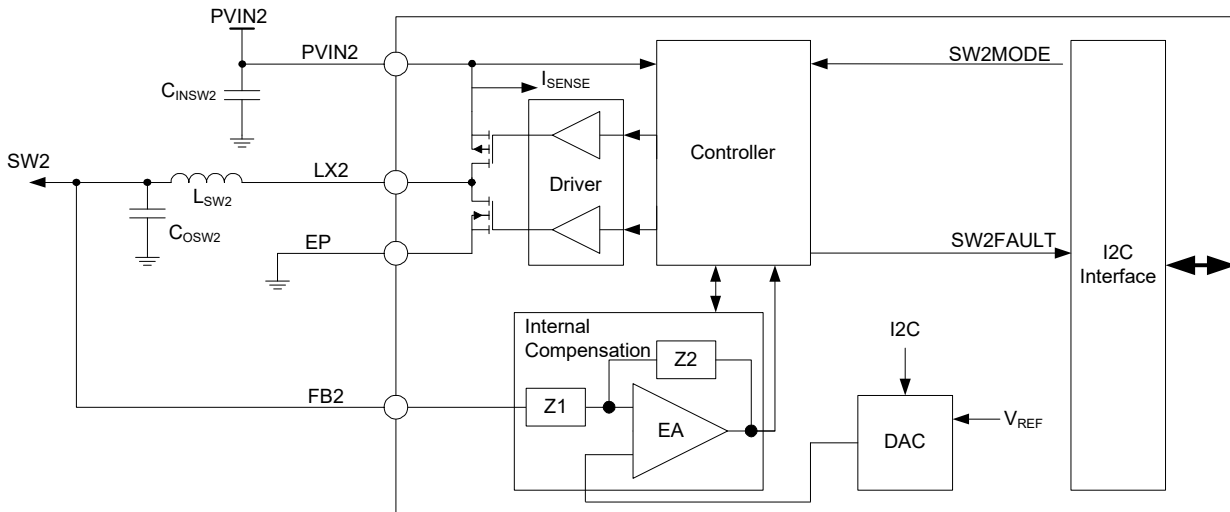 PVIN2
PVIN2
SW2MODE
I_SENSE
C_INSW2
Controller
SW2
LX2
Driver
L_SW2
C_OSW2
EP
SW2FAULT
I2C
Interface
Internal
Compensation
Z2
I2C
FB2
Z1
EA
DAC
V_REF